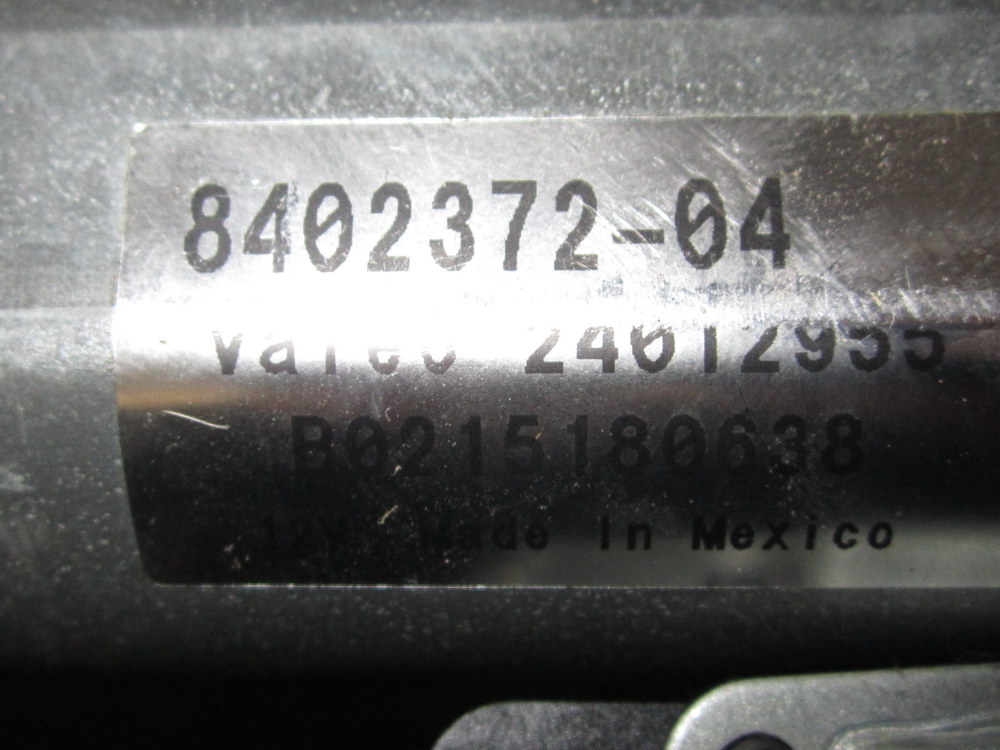 8402372-04
Valeo 24012955
B0215180638
12V Made In Mexico